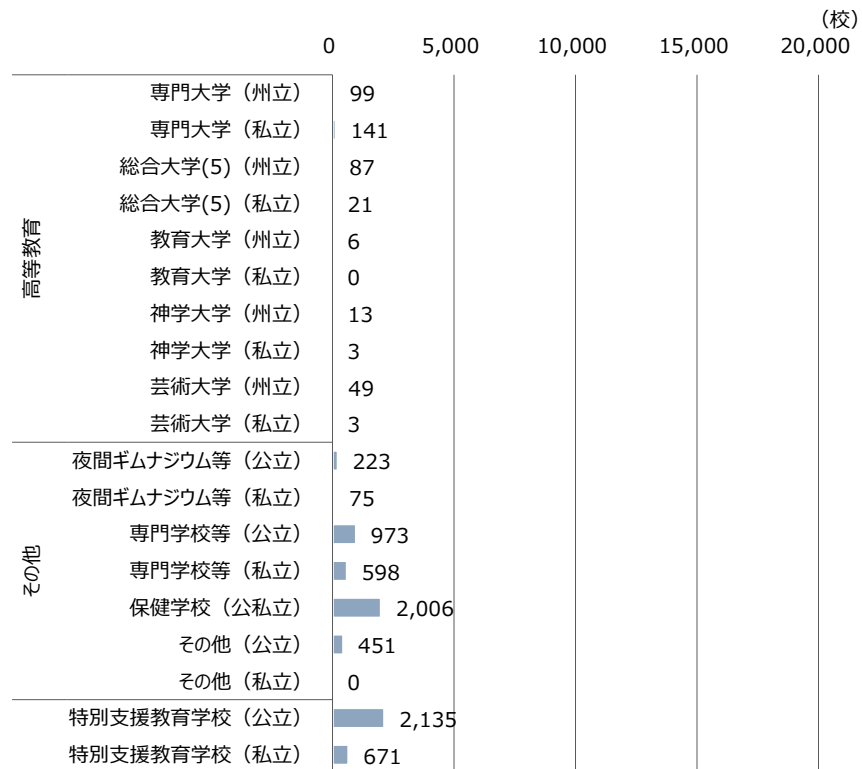 （校）
0 5,000 10,000 15,000 20,000
高等教育
専門大学（州立） 99
専門大学（私立） 141
総合大学(5)（州立） 87
総合大学(5)（私立） 21
教育大学（州立） 6
教育大学（私立） 0
神学大学（州立） 13
神学大学（私立） 3
芸術大学（州立） 49
芸術大学（私立） 3
その他
夜間ギムナジウム等（公立） 223
夜間ギムナジウム等（私立） 75
専門学校等（公立） 973
専門学校等（私立） 598
保健学校（公私立） 2,006
その他（公立） 451
その他（私立） 0
特別支援教育学校（公立） 2,135
特別支援教育学校（私立） 671